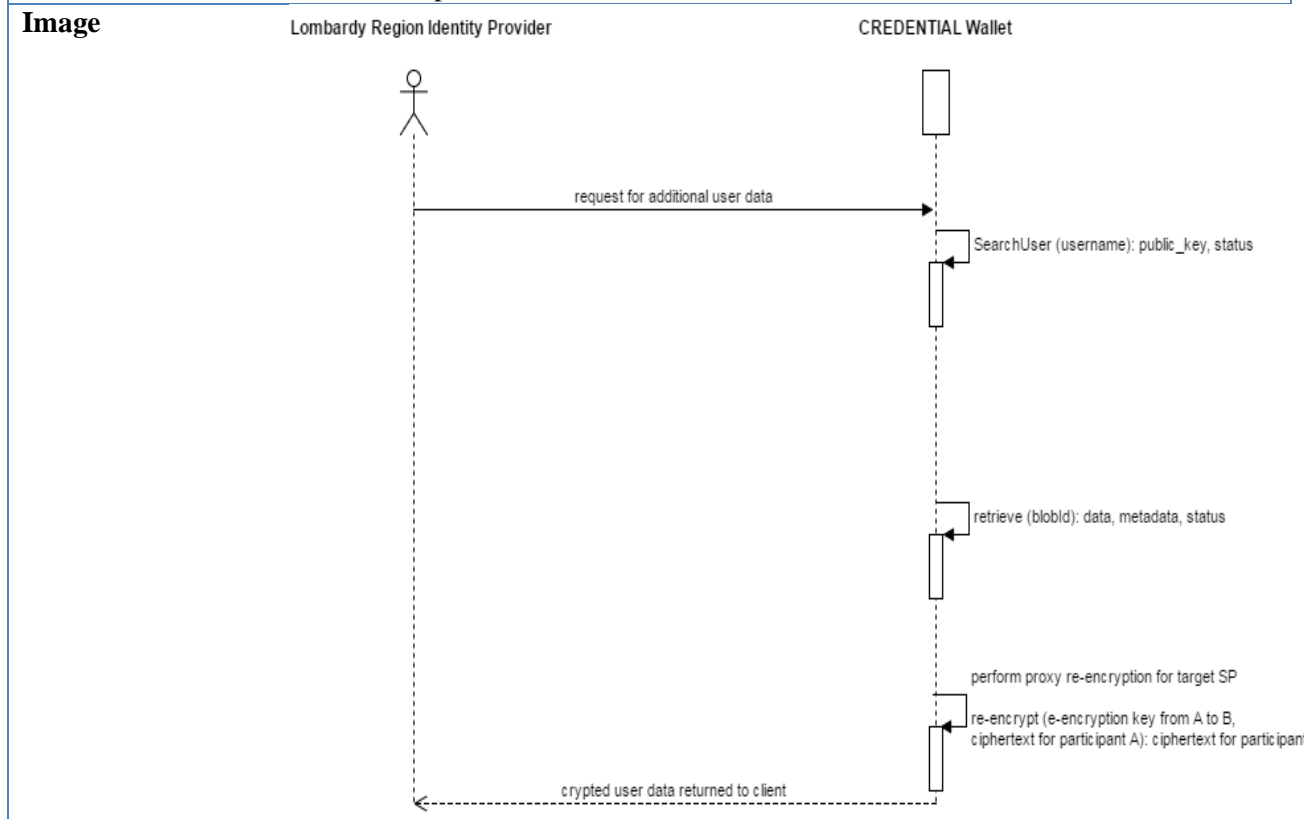 Image
Lombardy Region Identity Provider
CREDENTIAL Wallet
request for additional user data
SearchUser (username): public_key, status
retrieve (blobId): data, metadata, status
perform proxy re-encryption for target SP
re-encrypt (e-encryption key from A to B,
ciphertext for participant A): ciphertext for participant
crypted user data returned to client